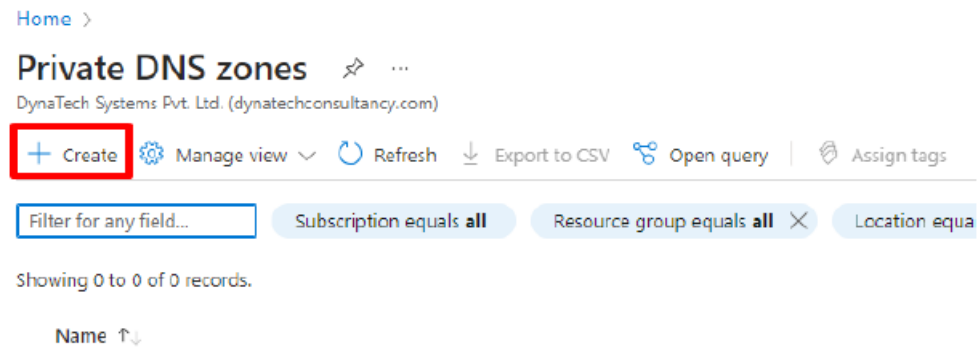 Home >
Private DNS zones ...
DynaTech Systems Pvt. Ltd. (dynatechconsultancy.com)
+ Create Manage view Refresh Export to CSV Open query Assign tags
Filter for any field... Subscription equals all Resource group equals all Location equa
Showing 0 to 0 of 0 records.
Name ↑↓